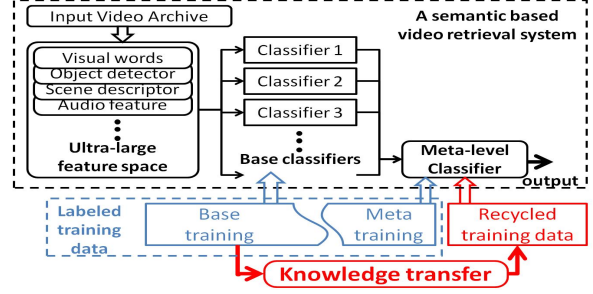 Input Video Archive
A semantic based
video retrieval system
Visual words
Object detector
Scene descriptor
Audio feature
Ultra-large
feature space
Classifier 1
Classifier 2
Classifier 3
Base classifiers
Meta-level
Classifier
output
Labeled
training
data
Base
training
Meta
training
Recycled
training data
Knowledge transfer